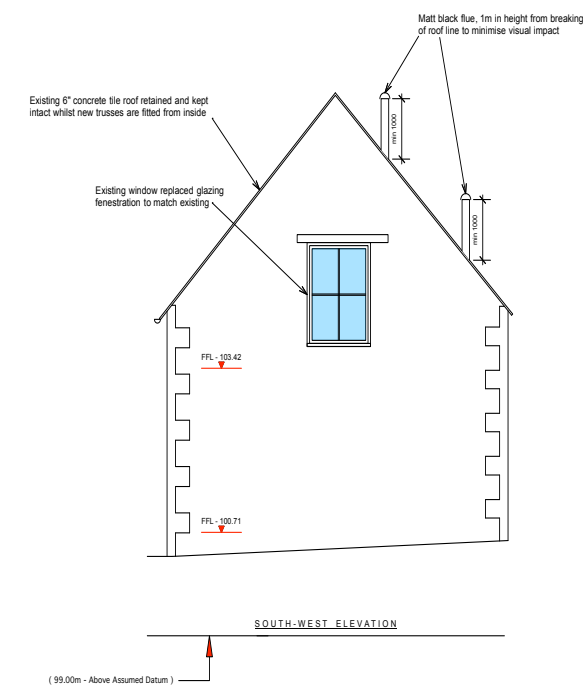 Matt black flue, 1m in height from breaking
of roof line to minimise visual impact
Existing 6" concrete tile roof retained and kept
intact whilst new trusses are fitted from inside
min 1000
Existing window replaced glazing
fenestration to match existing
min 1000
FFL - 103.42
FFL - 100.71
SOUTH-WEST ELEVATION
( 99.00m - Above Assumed Datum )